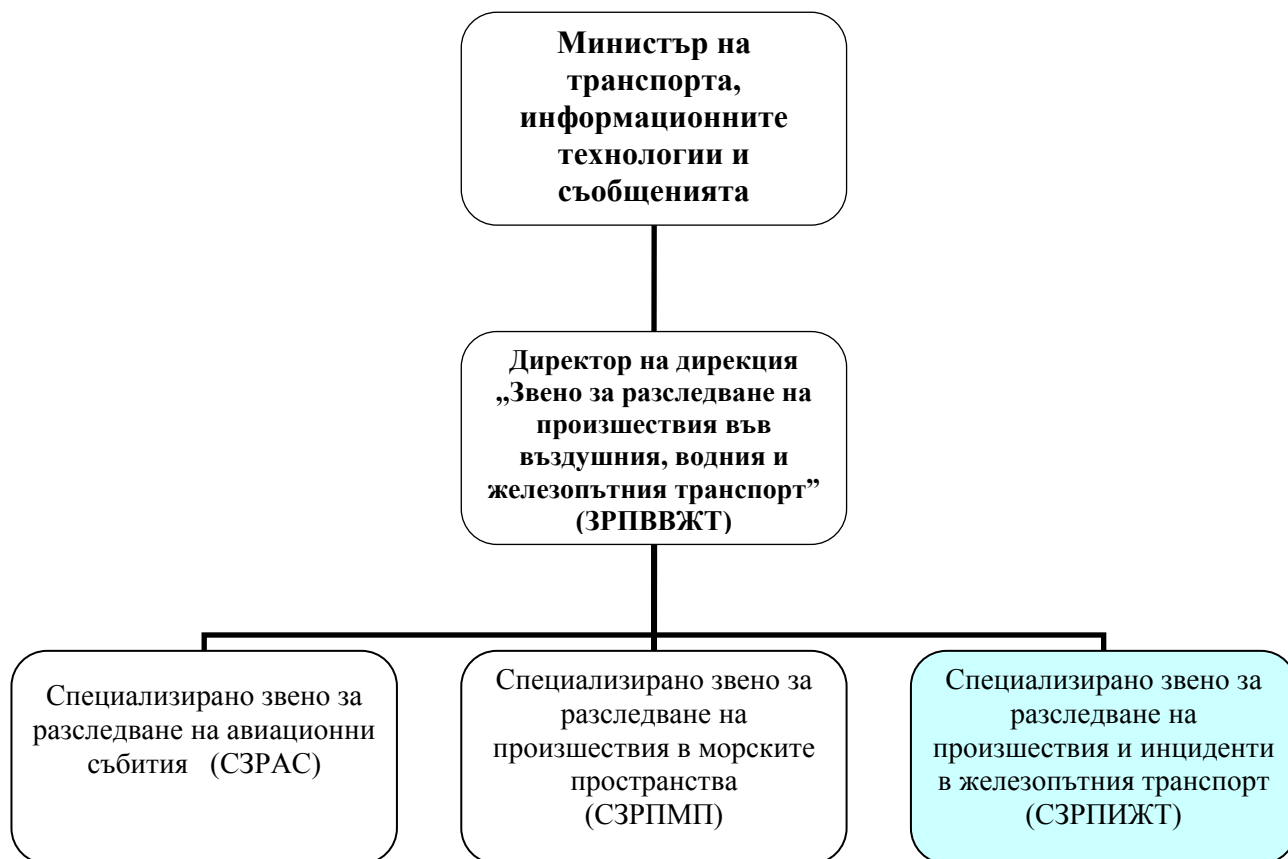 Министър на
транспорта,
информационните
технологии и
съобщенията
Директор на дирекция
„Звено за разследване на
произшествия във
въздушния, водния и
железопътния транспорт”
(ЗРПВВЖТ)
Специализирано звено за
разследване на авиационни
събития (СЗРАС)
Специализирано звено за
разследване на
произшествия в морските
пространства
(СЗРПМП)
Специализирано звено за
разследване на
произшествия и инциденти
в железопътния транспорт
(СЗРПИЖТ)